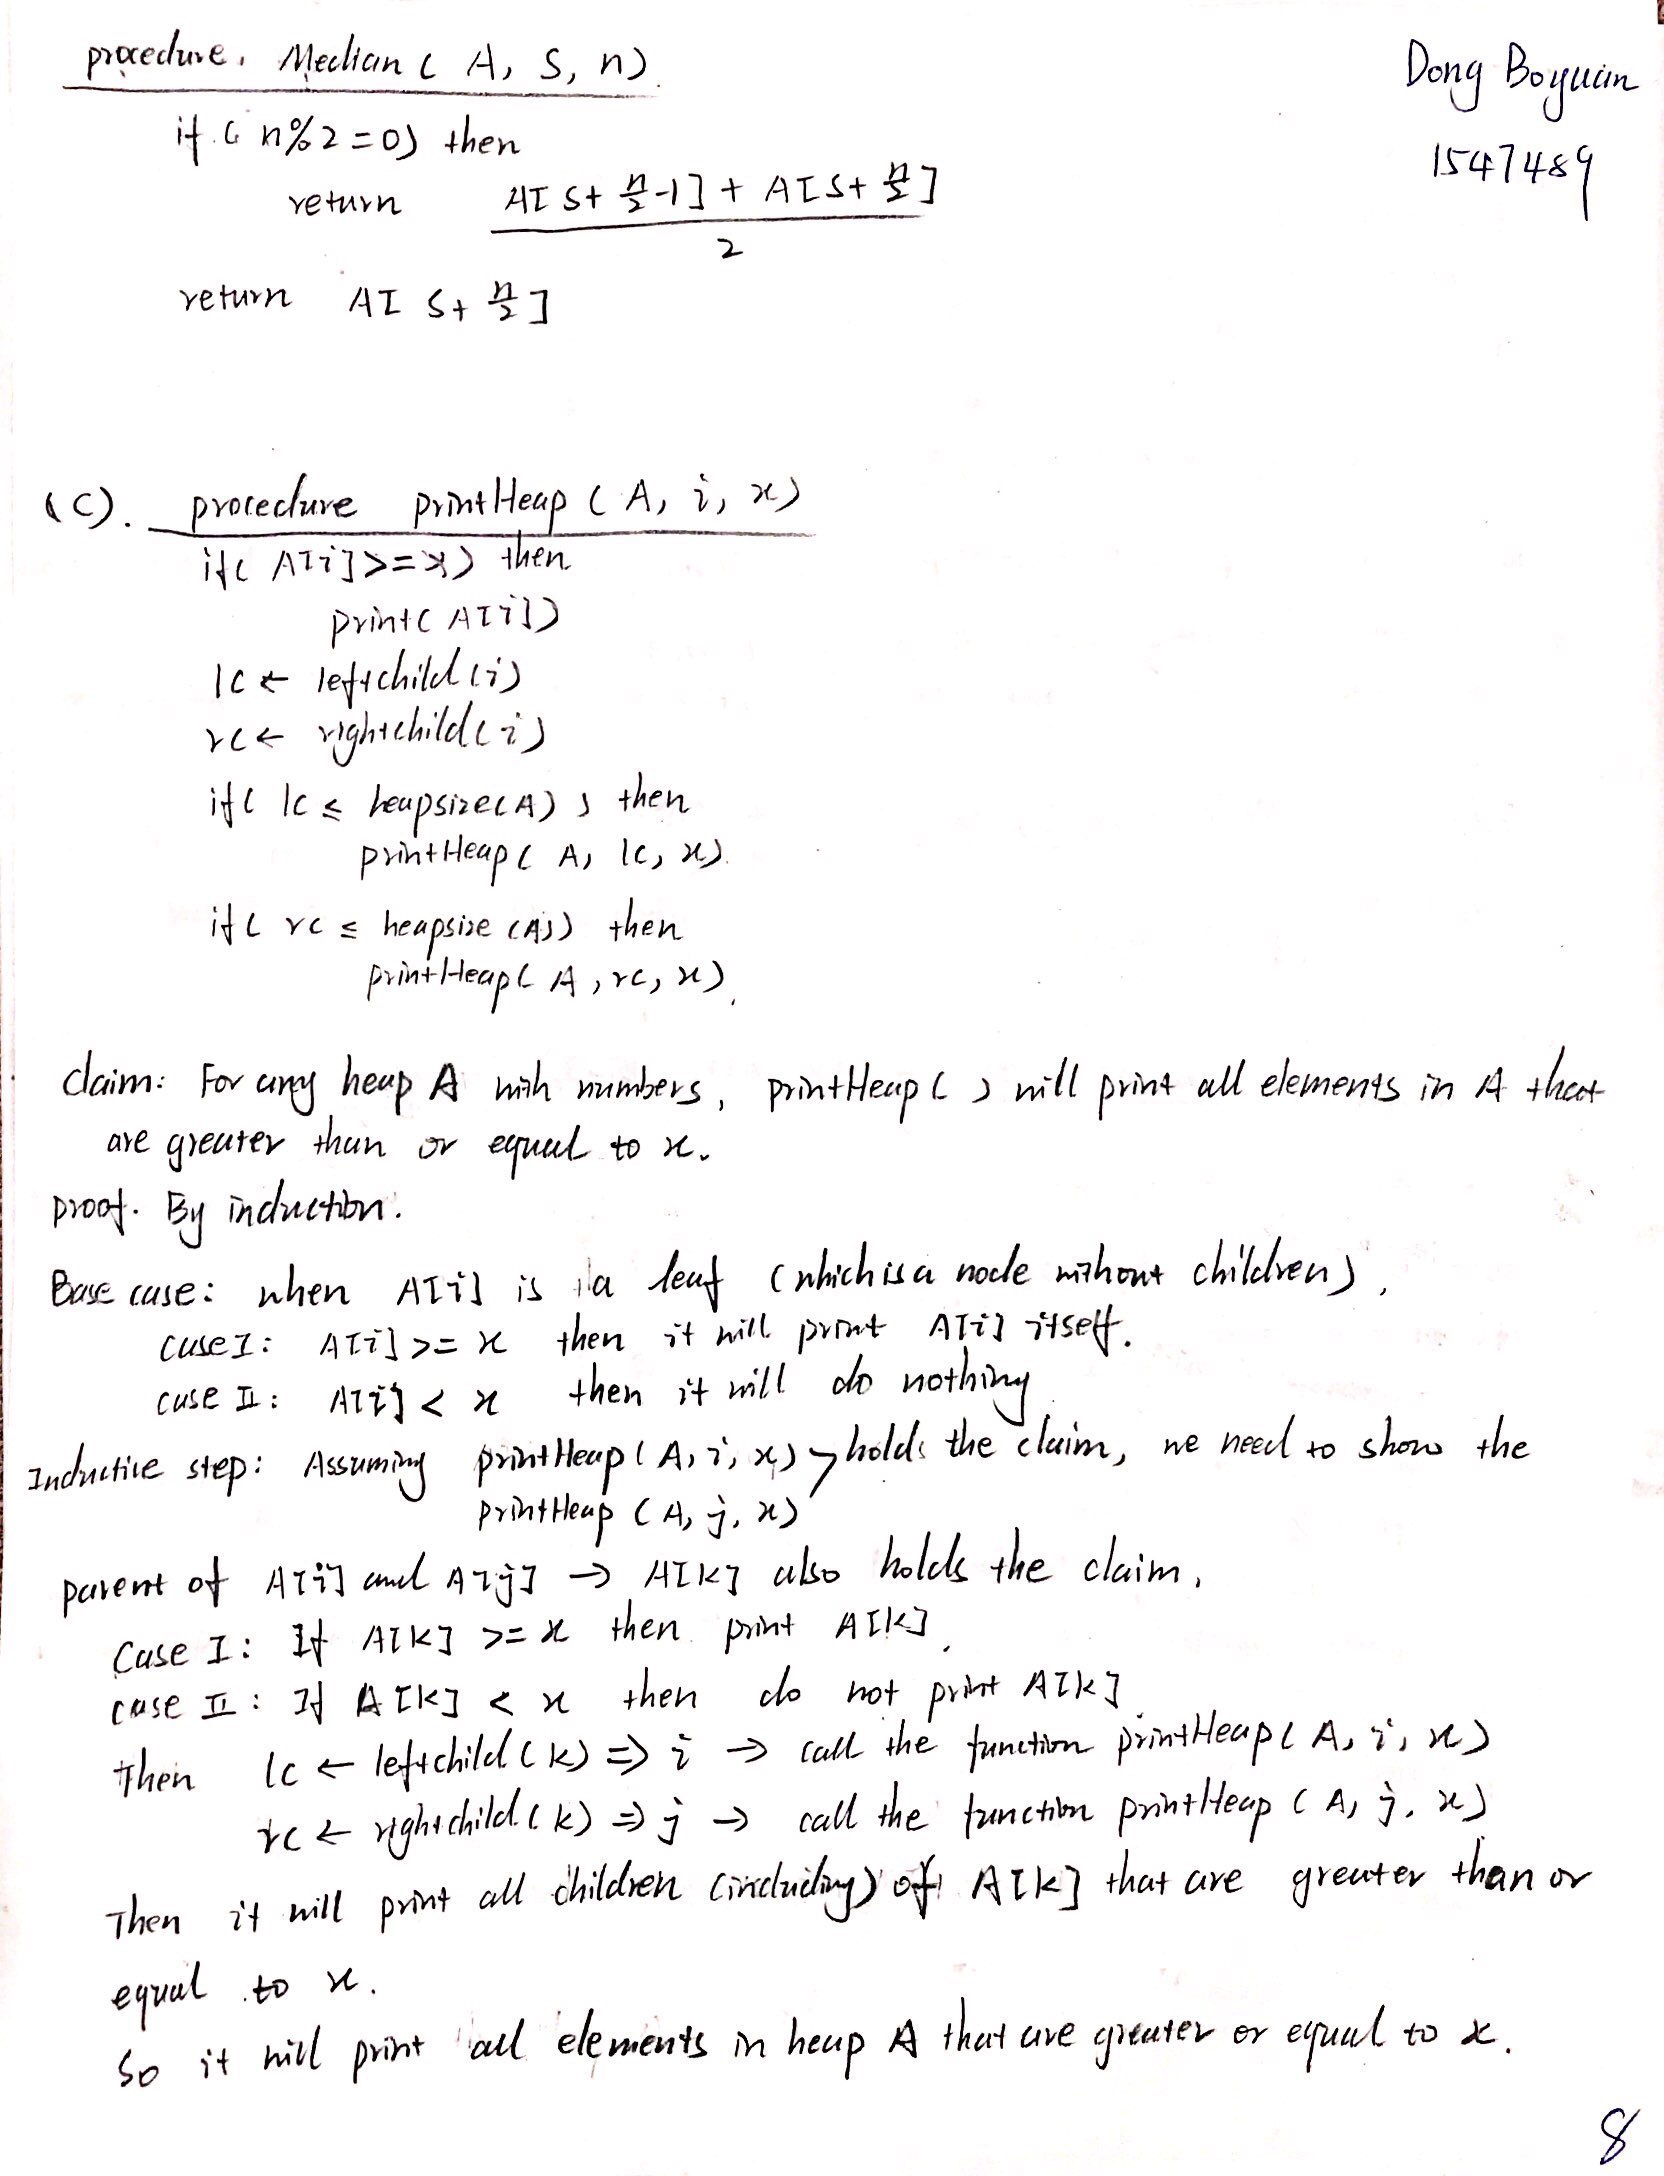 procedure. Median ( A, S, n)
Dong Boyuan
1547489
if ( n%2=0) then
return A[ S+ n/2 -1] + A[S+ n/2 ]
2
return A[ S+ n/2 ]
(C). procedure printHeap ( A, i, x)
if( A[i]>=x) then
print( A[i])
lc ← leftchild(i)
rc ← rightchild(i)
if( lc ≤ heapsize(A) ) then
printHeap( A, lc, x).
if( rc ≤ heapsize (A)) then
printHeap( A, rc, x).
claim: For any heap A with numbers, printHeap( ) will print all elements in A that
are greater than or equal to x.
proof. By induction.
Base case: when A[i] is a leaf (which is a node without children),
case I: A[i] >= x then it will print A[i] itself.
case II: A[i] < x then it will do nothing
Inductive step: Assuming printHeap( A, i, x) holds the claim, we need to show the
printHeap ( A, j, x)
parent of A[i] and A[j] → A[k] also holds the claim,
Case I: If A[k] >= x then print A[k].
case II: If A[k] < x then do not print A[k]
Then lc ← leftchild(k) ⇒ i → call the function printHeap( A, i, x)
rc ← rightchild(k) ⇒ j → call the function printHeap ( A, j, x)
Then it will print all children (including) of A[k] that are greater than or
equal to x.
So it will print all elements in heap A that are greater or equal to x.
8